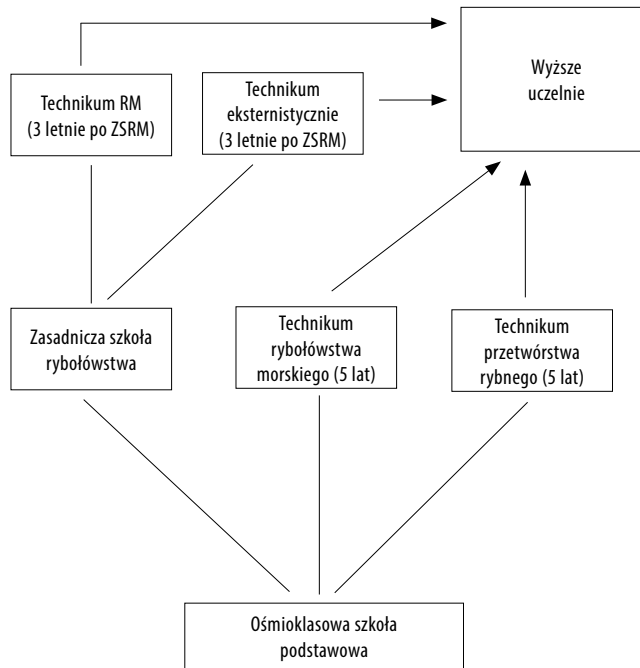 Technikum RM
(3 letnie po ZSRM)
Technikum
eksternistycznie
(3 letnie po ZSRM)
Wyższe
uczelnie
Zasadnicza szkoła
rybołówstwa
Technikum
rybołówstwa
morskiego (5 lat)
Technikum
przetwórstwa
rybnego (5 lat)
Ośmioklasowa szkoła
podstawowa